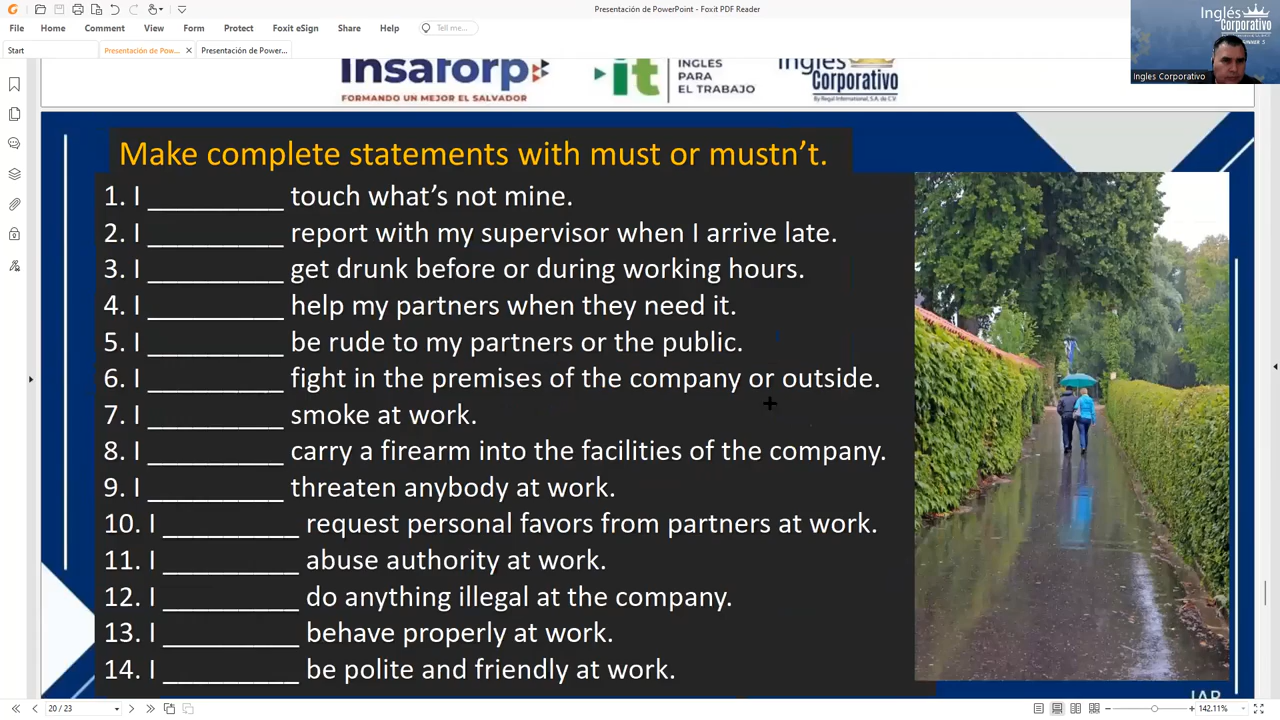 Presentación de PowerPoint - Foxit PDF Reader
File Home Comment View Form Protect Foxit eSign Share Help Tell me...
Start Presentación de Pow... Presentación de Power...
Inglés
Corporativo
Ingles Corporativo
Insaforp
FORMANDO UN MEJOR EL SALVADOR
it
INGLÉS
PARA
EL TRABAJO
Inglés
Corporativo
By Regal International, S.A. de C.V.
Make complete statements with must or mustn't.
1. I __________ touch what's not mine.
2. I __________ report with my supervisor when I arrive late.
3. I __________ get drunk before or during working hours.
4. I __________ help my partners when they need it.
5. I __________ be rude to my partners or the public.
6. I __________ fight in the premises of the company or outside.
7. I __________ smoke at work.
8. I __________ carry a firearm into the facilities of the company.
9. I __________ threaten anybody at work.
10. I __________ request personal favors from partners at work.
11. I __________ abuse authority at work.
12. I __________ do anything illegal at the company.
13. I __________ behave properly at work.
14. I __________ be polite and friendly at work.
20 / 23
142.11%